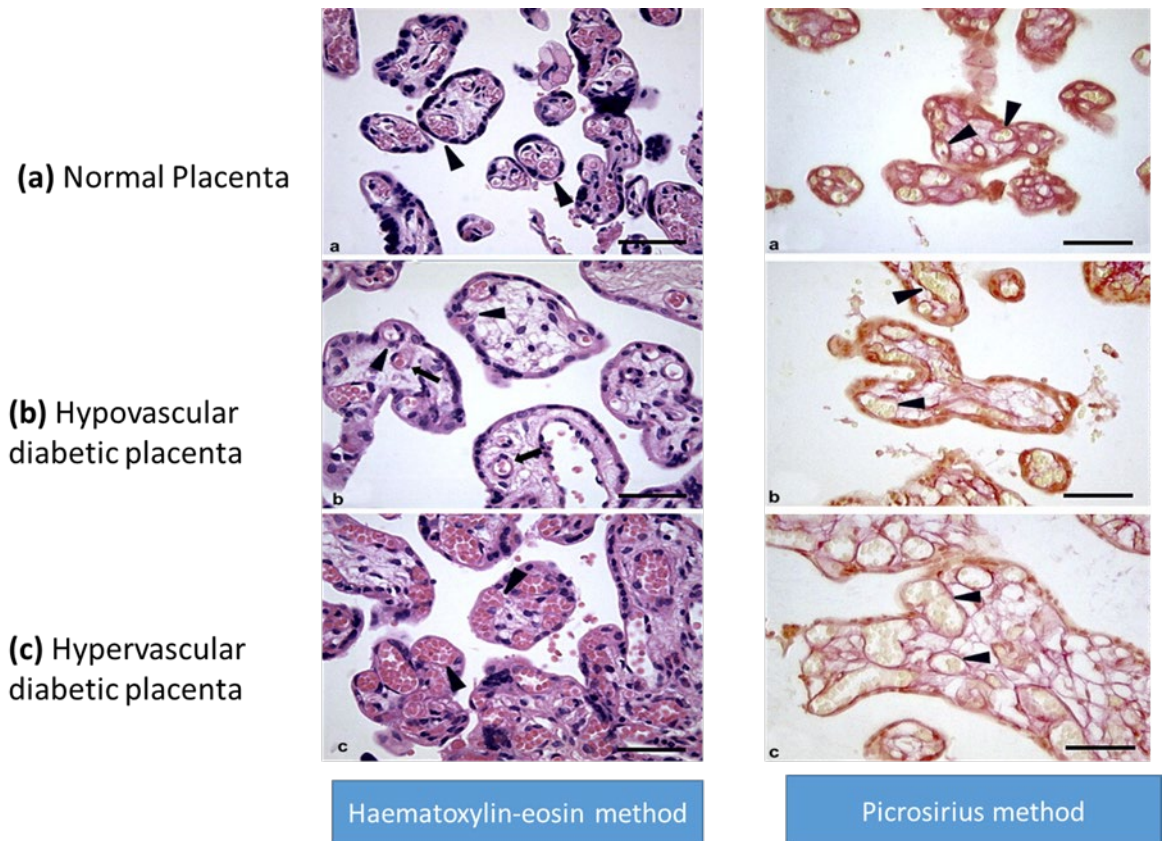 (a) Normal Placenta
a
a
(b) Hypovascular
diabetic placenta
b
b
(c) Hypervascular
diabetic placenta
c
c
Haematoxylin-eosin method
Picrosirius method